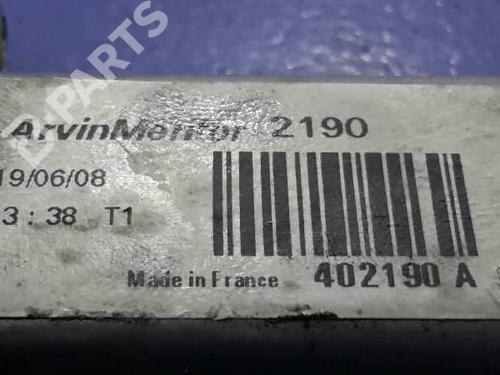 B-PARTS
ArvinMeritor 2190
19/06/08
3:38 T1
Made in France
402190 A